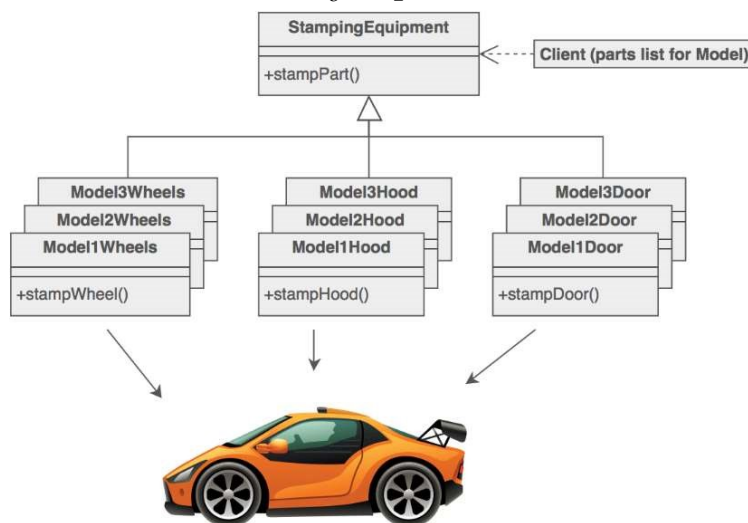 StampingEquipment
+stampPart()
Client (parts list for Model)
Model3Wheels
Model2Wheels
Model1Wheels
+stampWheel()
Model3Hood
Model2Hood
Model1Hood
+stampHood()
Model3Door
Model2Door
Model1Door
+stampDoor()